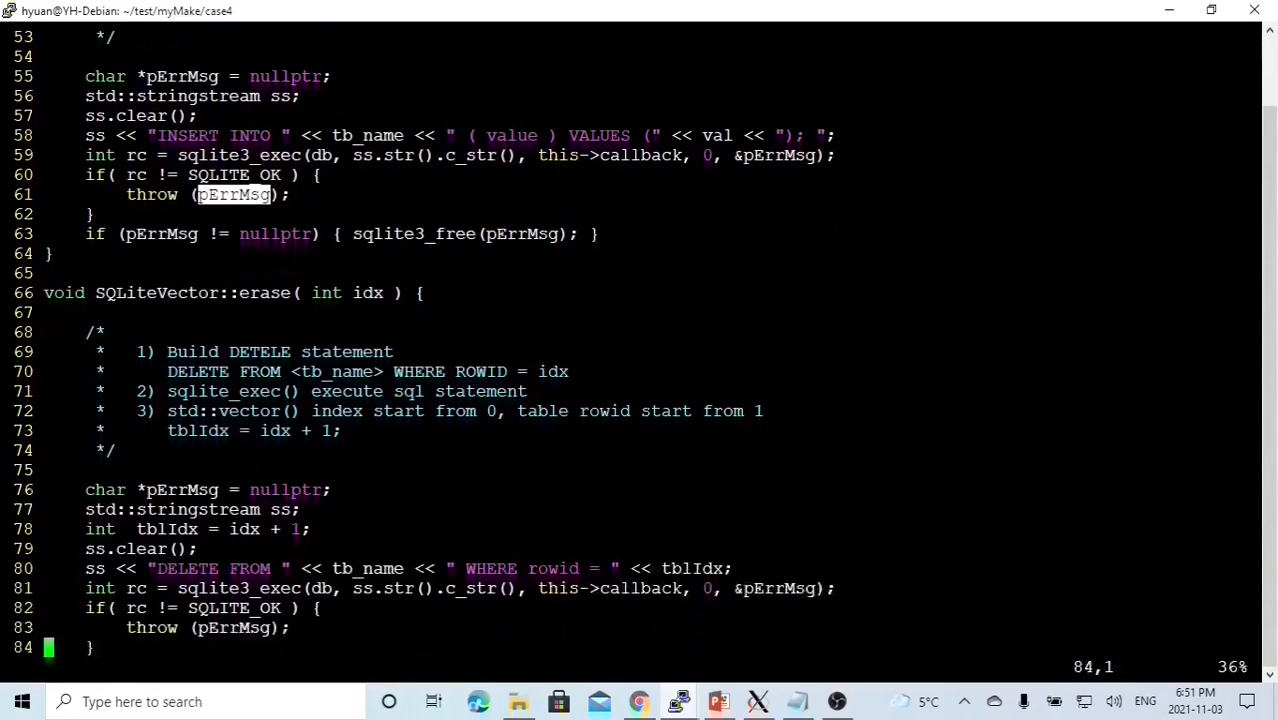 hyuan@YH-Debian: ~/test/myMake/case4
53 */
54
55 char *pErrMsg = nullptr;
56 std::stringstream ss;
57 ss.clear();
58 ss << "INSERT INTO " << tb_name << " ( value ) VALUES (" << val << "); ";
59 int rc = sqlite3_exec(db, ss.str().c_str(), this->callback, 0, &pErrMsg);
60 if( rc != SQLITE_OK ) {
61 throw (pErrMsg);
62 }
63 if (pErrMsg != nullptr) { sqlite3_free(pErrMsg); }
64 }
65
66 void SQLiteVector::erase( int idx ) {
67
68 /*
69 * 1) Build DETELE statement
70 * DELETE FROM <tb_name> WHERE ROWID = idx
71 * 2) sqlite_exec() execute sql statement
72 * 3) std::vector() index start from 0, table rowid start from 1
73 * tblIdx = idx + 1;
74 */
75
76 char *pErrMsg = nullptr;
77 std::stringstream ss;
78 int tblIdx = idx + 1;
79 ss.clear();
80 ss << "DELETE FROM " << tb_name << " WHERE rowid = " << tblIdx;
81 int rc = sqlite3_exec(db, ss.str().c_str(), this->callback, 0, &pErrMsg);
82 if( rc != SQLITE_OK ) {
83 throw (pErrMsg);
84 }
84,1 36%
Type here to search
5°C
ENG
6:51 PM
2021-11-03